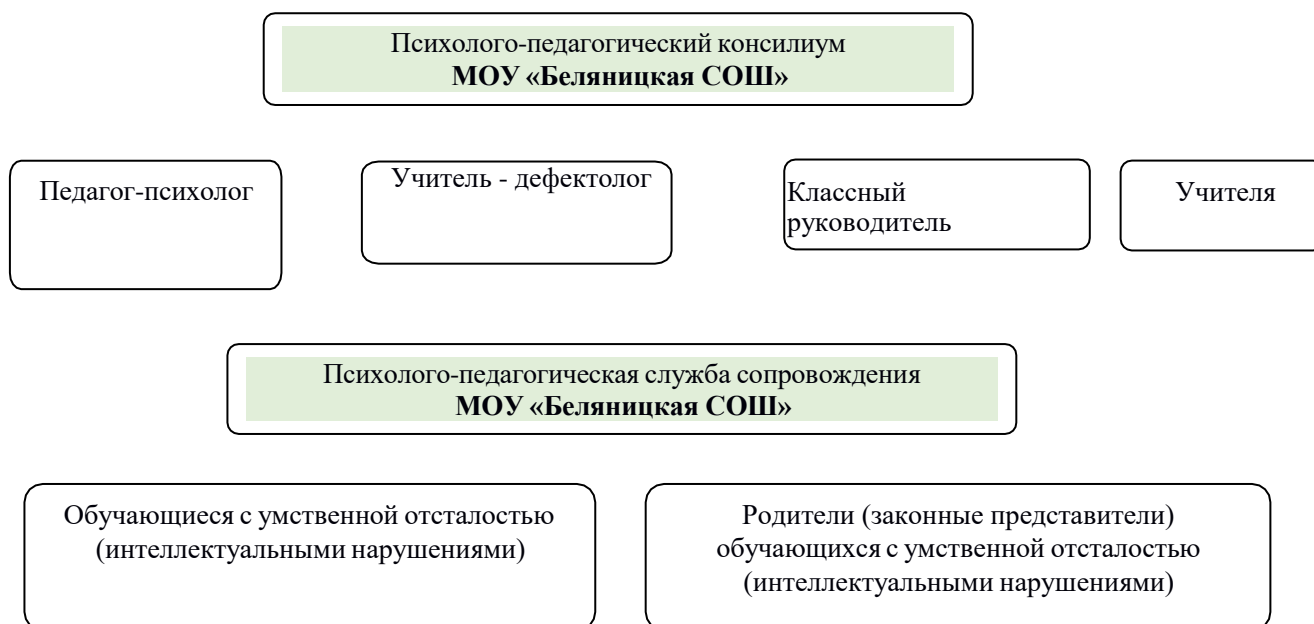 Психолого-педагогический консилиум
МОУ «Беляницкая СОШ»
Педагог-психолог
Учитель - дефектолог
Классный
руководитель
Учителя
Психолого-педагогическая служба сопровождения
МОУ «Беляницкая СОШ»
Обучающиеся с умственной отсталостью
(интеллектуальными нарушениями)
Родители (законные представители)
обучающихся с умственной отсталостью
(интеллектуальными нарушениями)